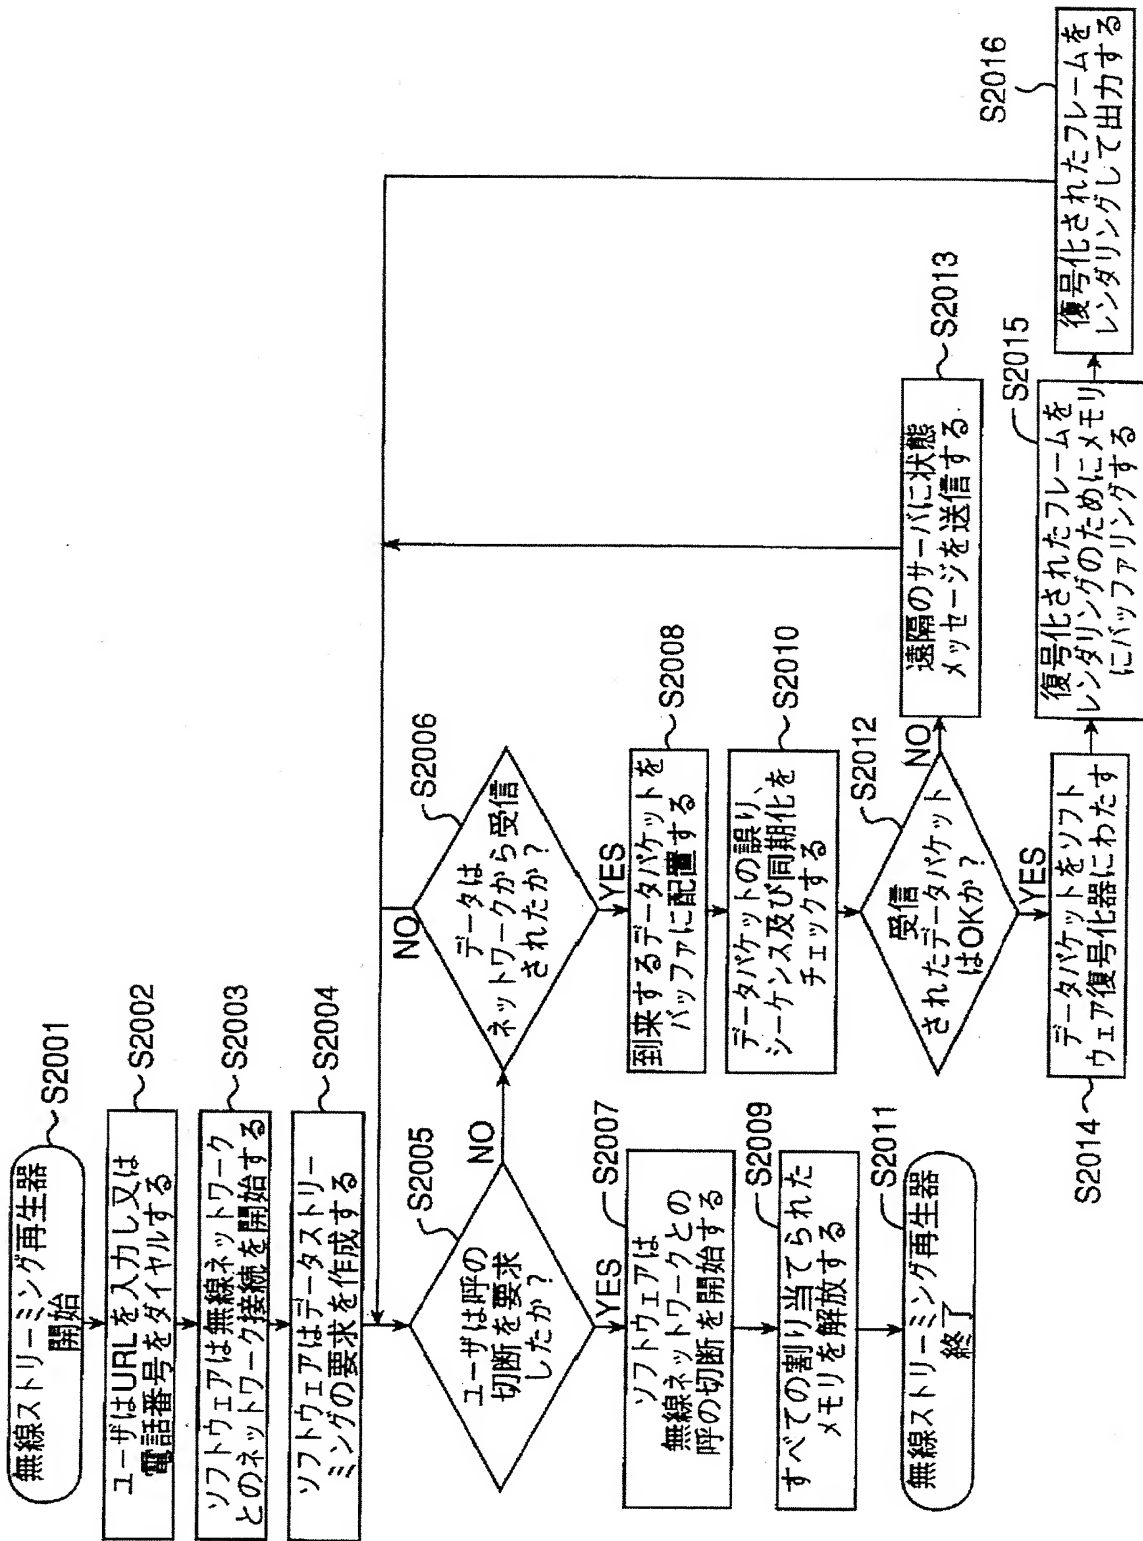 無線ストリーミング再生器
開始
S2001
ユーザはURLを入力し又は
電話番号をダイヤルする
S2002
ソフトウェアは無線ネットワーク
とのネットワーク接続を開始する
S2003
ソフトウェアはデータストリー
ミングの要求を作成する
S2004
ユーザは呼の
切断を要求
したか?
S2005
NO
YES
データは
ネットワークから受信
されたか?
S2006
NO
YES
ソフトウェアは
無線ネットワークとの
呼の切断を開始する
S2007
到来するデータパケットを
バッファに配置する
S2008
すべての割り当てられた
メモリを解放する
S2009
データパケットの誤り、
シーケンス及び同期化を
チェックする
S2010
無線ストリーミング再生器
終了
S2011
受信
されたデータパケット
はOKか?
S2012
NO
YES
遠隔のサーバに状態
メッセージを送信する.
S2013
データパケットをソフト
ウェア復号化器にわたす
S2014
復号化されたフレームを
レンダリングのためにメモリ
にバッファリングする
S2015
復号化されたフレームを
レンダリングして出力する
S2016